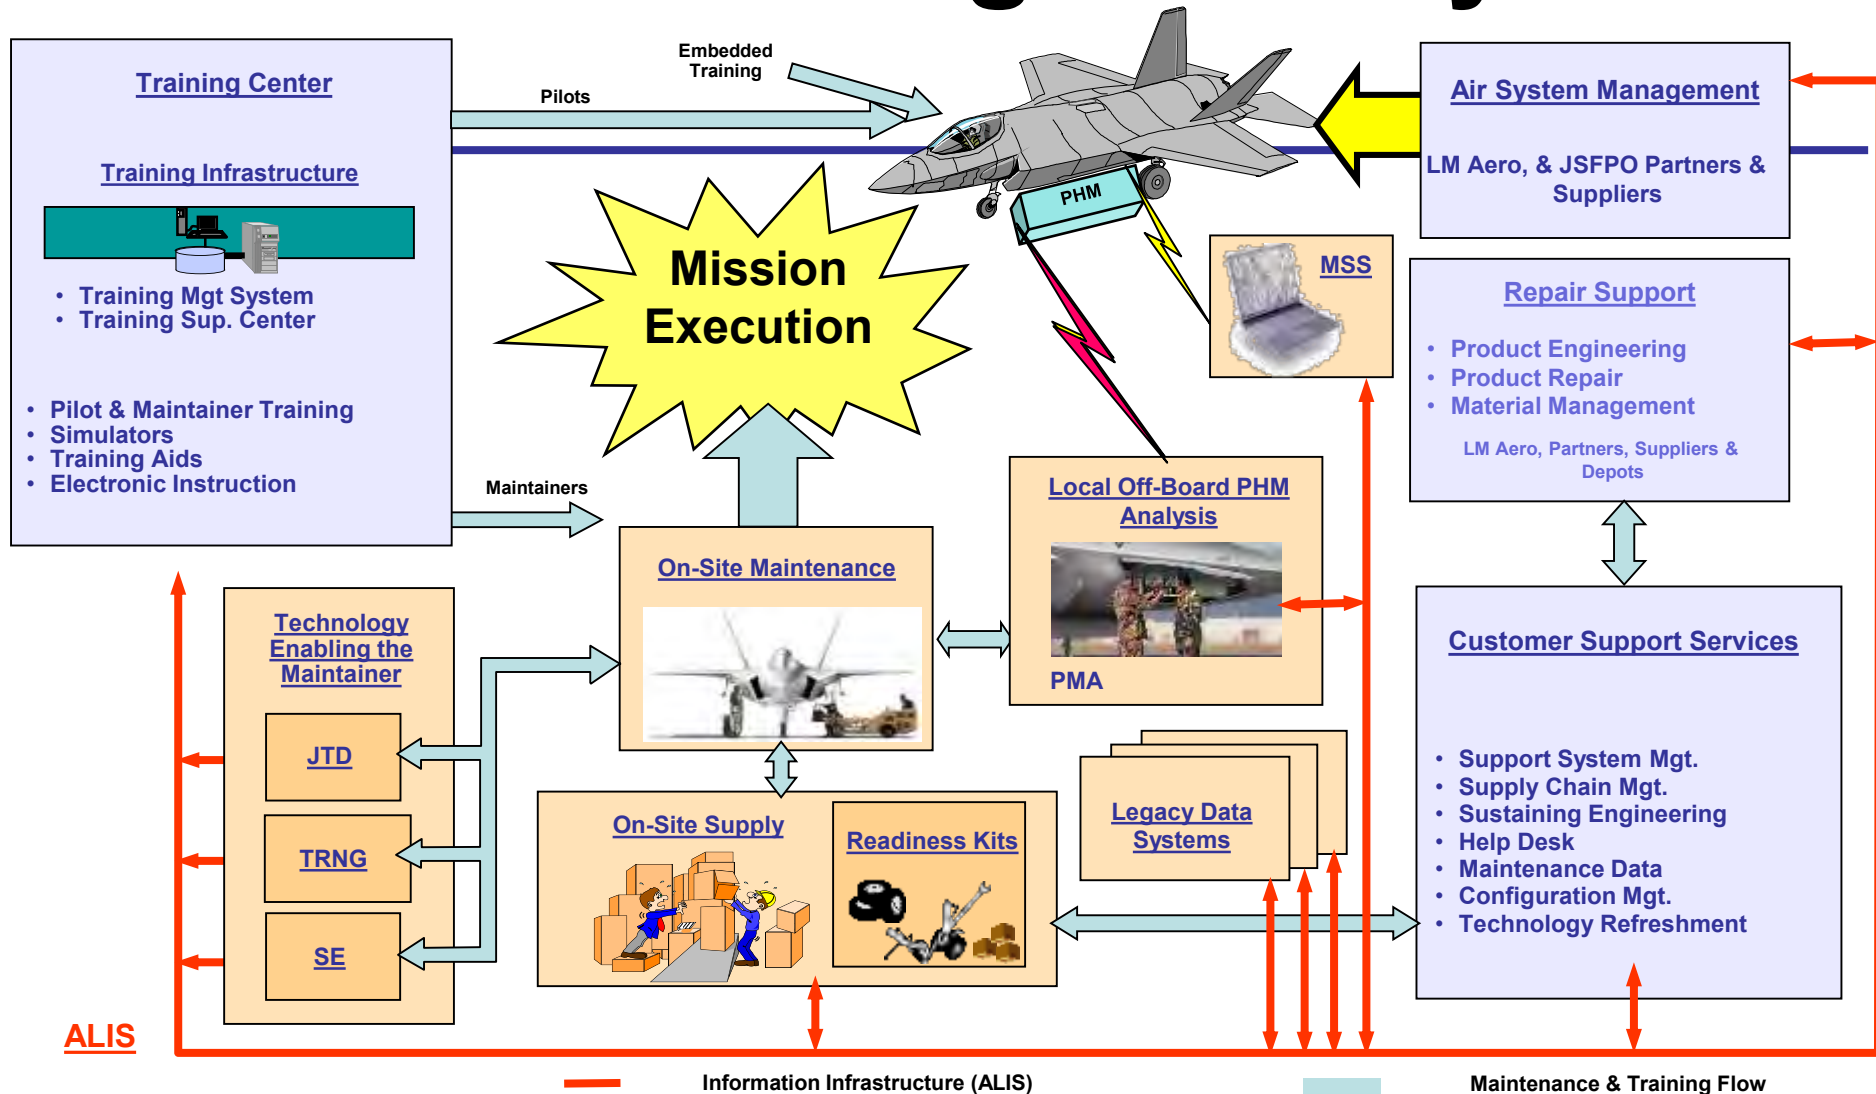 Training Center
Training Infrastructure
• Training Mgt System
• Training Sup. Center
• Pilot & Maintainer Training
• Simulators
• Training Aids
• Electronic Instruction
Embedded
Training
Pilots
Maintainers
PHM
Mission
Execution
Air System Management
LM Aero, & JSFPO Partners &
Suppliers
MSS
Repair Support
• Product Engineering
• Product Repair
• Material Management
LM Aero, Partners, Suppliers &
Depots
Local Off-Board PHM
Analysis
PMA
On-Site Maintenance
Technology
Enabling the
Maintainer
JTD
TRNG
SE
On-Site Supply
Readiness Kits
Legacy Data
Systems
Customer Support Services
• Support System Mgt.
• Supply Chain Mgt.
• Sustaining Engineering
• Help Desk
• Maintenance Data
• Configuration Mgt.
• Technology Refreshment
ALIS
Information Infrastructure (ALIS)
Maintenance & Training Flow